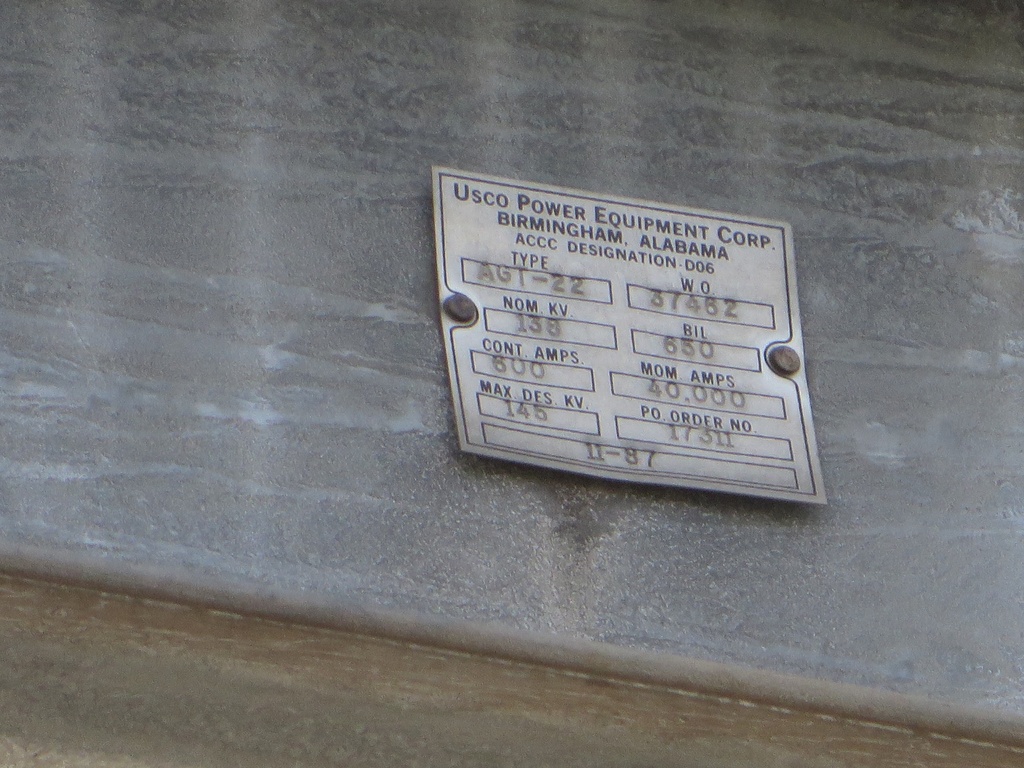 USCO POWER EQUIPMENT CORP.
BIRMINGHAM, ALABAMA
ACCC DESIGNATION-D06
TYPE W.O.
AGT-22 37462
NOM. KV. BIL
138 650
CONT. AMPS. MOM. AMPS
600 40,000
MAX. DES. KV. PO. ORDER NO.
145 17311
11-87